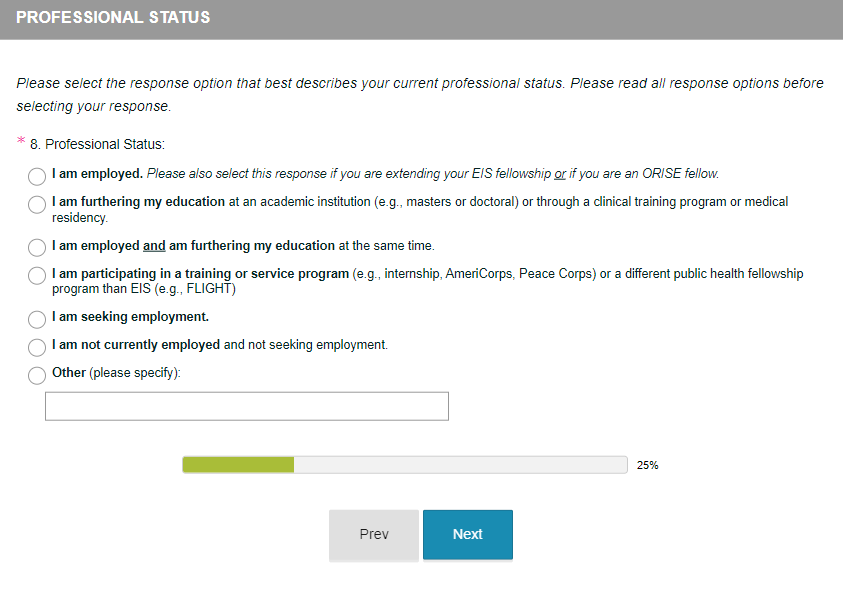 PROFESSIONAL STATUS
Please select the response option that best describes your current professional status. Please read all response options before
selecting your response.
* 8. Professional Status:
I am employed. Please also select this response if you are extending your EIS fellowship or if you are an ORISE fellow.
I am furthering my education at an academic institution (e.g., masters or doctoral) or through a clinical training program or medical
residency.
I am employed and am furthering my education at the same time.
I am participating in a training or service program (e.g., internship, AmeriCorps, Peace Corps) or a different public health fellowship
program than EIS (e.g., FLIGHT)
I am seeking employment.
I am not currently employed and not seeking employment.
Other (please specify):
25%
Prev Next